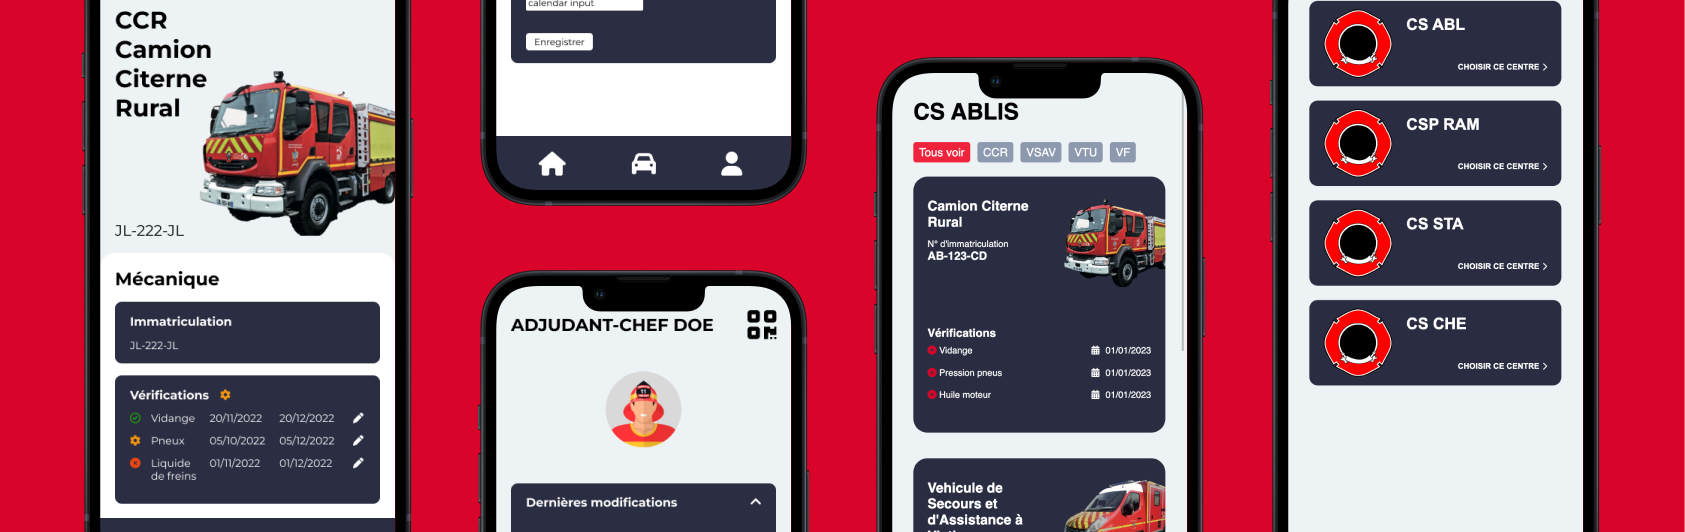 CCR
Camion
Citerne
Rural
JL-222-JL
Mécanique
Immatriculation
JL-222-JL
Vérifications
Vidange 20/11/2022 20/12/2022
Pneux 05/10/2022 05/12/2022
Liquide de freins 01/11/2022 01/12/2022
calendar input
Enregistrer
ADJUDANT-CHEF DOE
Dernières modifications
CS ABLIS
Tous voir CCR VSAV VTU VF
Camion Citerne
Rural
N° d'immatriculation
AB-123-CD
Vérifications
Vidange 01/01/2023
Pression pneus 01/01/2023
Huile moteur 01/01/2023
Vehicule de
Secours et
d'Assistance à
CS ABL
CHOISIR CE CENTRE
CSP RAM
CHOISIR CE CENTRE
CS STA
CHOISIR CE CENTRE
CS CHE
CHOISIR CE CENTRE